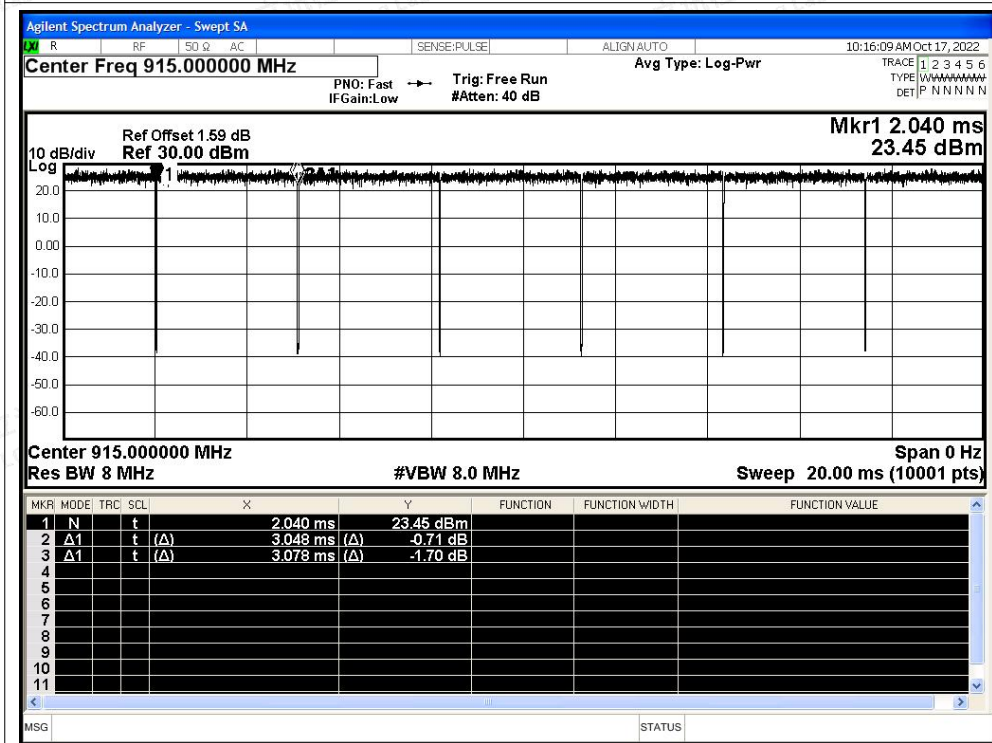 Agilent Spectrum Analyzer - Swept SA
LXI R RF 50 Ω AC SENSE:PULSE ALIGN AUTO 10:16:09 AM Oct 17, 2022
Center Freq 915.000000 MHz
PNO: Fast
IFGain:Low
Trig: Free Run
#Atten: 40 dB
Avg Type: Log-Pwr
TRACE 1 2 3 4 5 6
TYPE W
DET P N N N N N
Mkr1 2.040 ms
23.45 dBm
Ref Offset 1.59 dB
10 dB/div Ref 30.00 dBm
Log
1
2Δ1
20.0
10.0
0.00
-10.0
-20.0
-30.0
-40.0
-50.0
-60.0
Center 915.000000 MHz Span 0 Hz
Res BW 8 MHz #VBW 8.0 MHz Sweep 20.00 ms (10001 pts)
MKR MODE TRC SCL X Y FUNCTION FUNCTION WIDTH FUNCTION VALUE
1 N t 2.040 ms 23.45 dBm
2 Δ1 t (Δ) 3.048 ms (Δ) -0.71 dB
3 Δ1 t (Δ) 3.078 ms (Δ) -1.70 dB
4
5
6
7
8
9
10
11
MSG STATUS